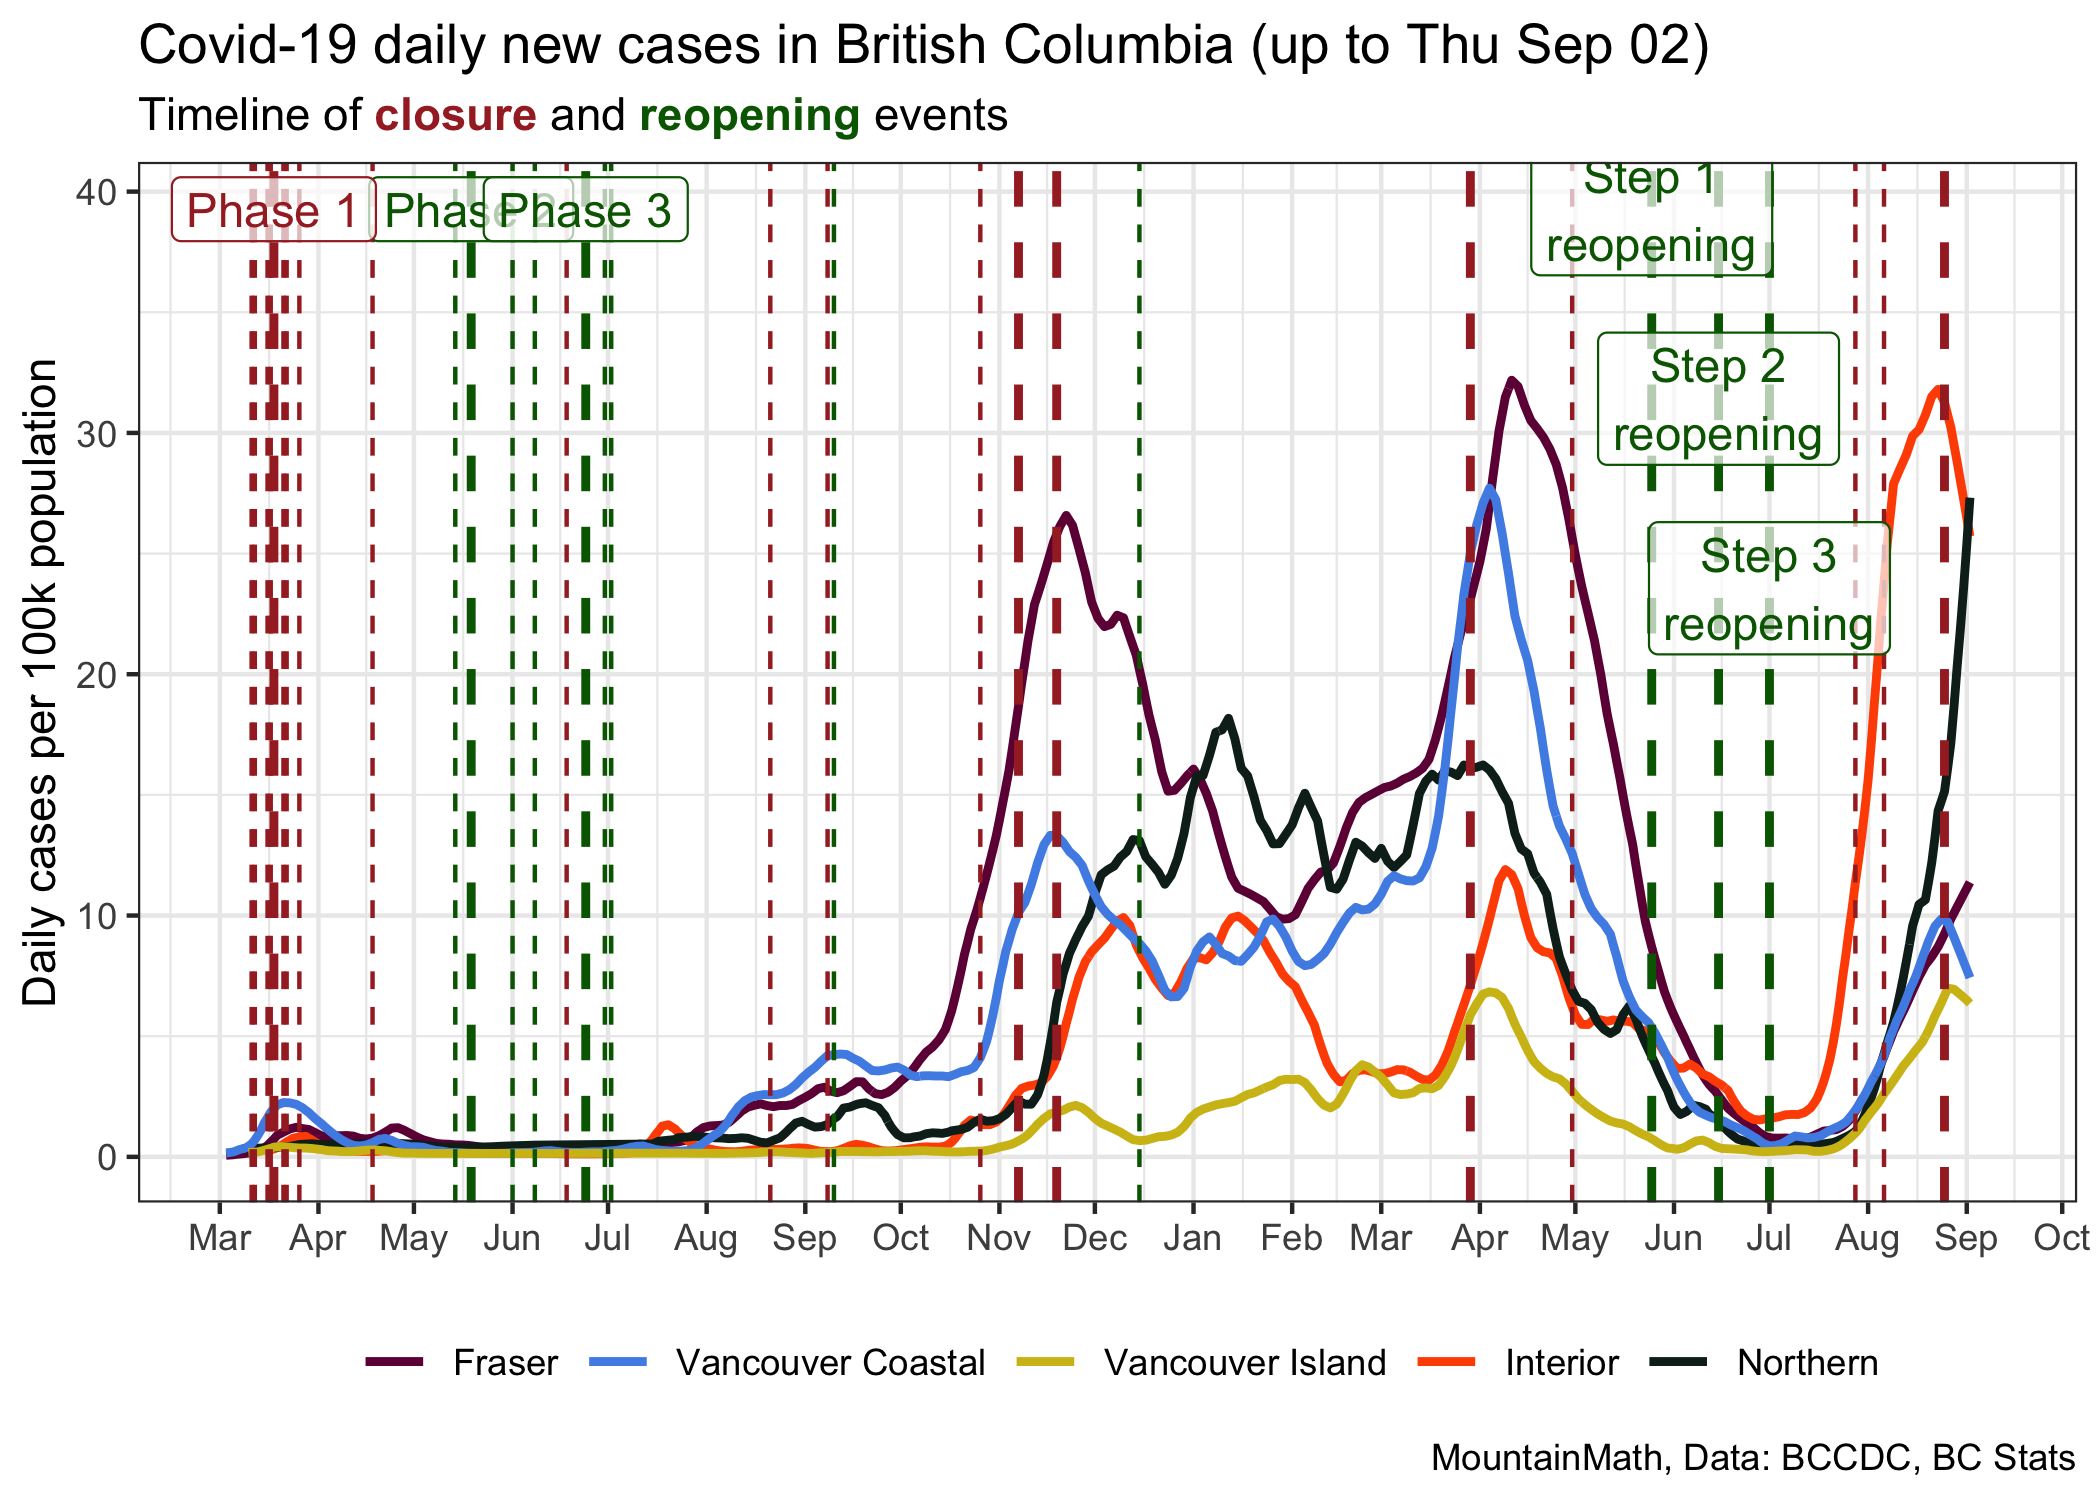 Covid-19 daily new cases in British Columbia (up to Thu Sep 02)
Timeline of closure and reopening events
Daily cases per 100k population
40
30
20
10
0
Phase 1
Phase 2
Phase 3
Step 1
reopening
Step 2
reopening
Step 3
reopening
Mar Apr May Jun Jul Aug Sep Oct Nov Dec Jan Feb Mar Apr May Jun Jul Aug Sep Oct
Fraser Vancouver Coastal Vancouver Island Interior Northern
MountainMath, Data: BCCDC, BC Stats